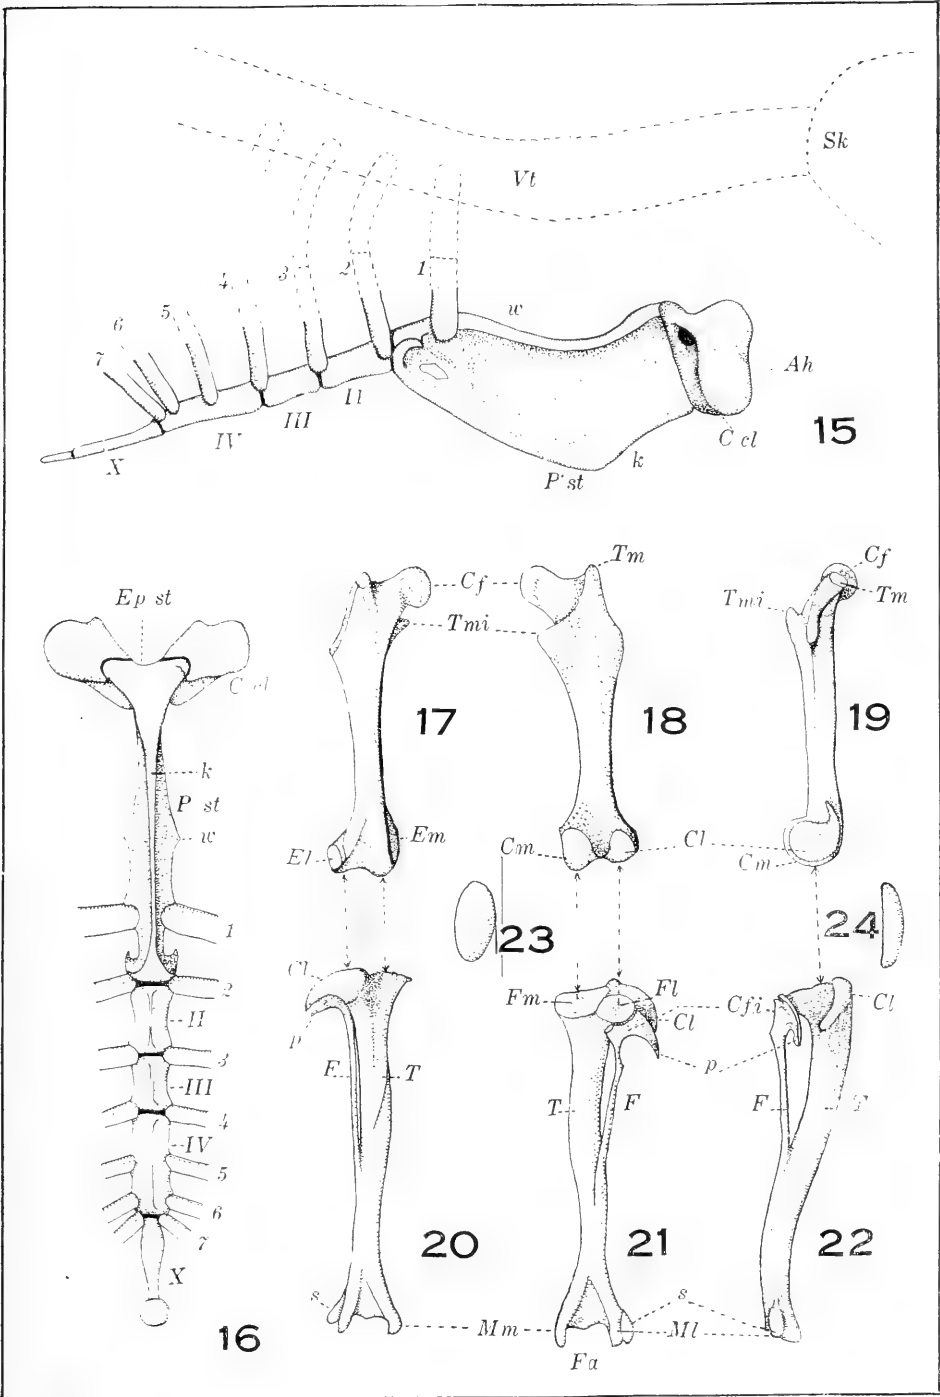 Sk
Vt
4 3 2 1 w
6 5
7
Ah
II
III
IV
X
C cl
15
k
P st
Tm
Cf
Cf
Ep st
Tmi
Tmi
Tm
C cl
17
18
19
k
P st
w
El
Em
Cm
Cl
Cm
1
23
24
2
Cl
Fm
Fl
Cfi
Cl
II
Cl
p
p
3
III
F
T
T
F
F
T
4
IV
5
6
7
20
21
22
X
s
s
16
Mm
Ml
Fa